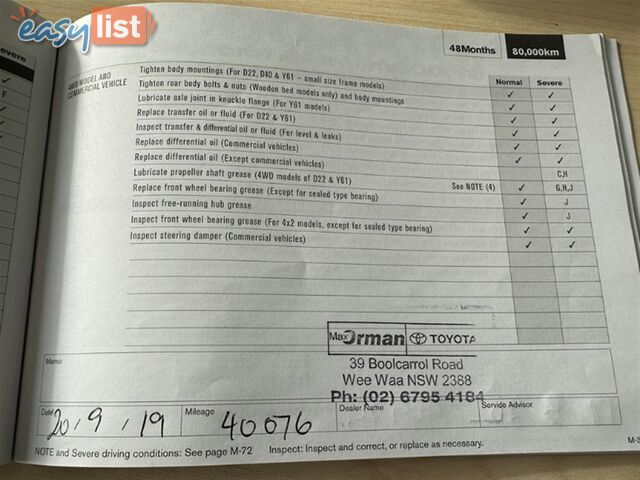 easylist
48Months 80,000km
Severe
4WD MODEL AND
COMMERCIAL VEHICLE
Normal Severe
Tighten body mountings (For D22, D40 & Y61 – small size frame models) ✓ ✓
Tighten rear body bolts & nuts (Wooden bed models only) and body mountings ✓ ✓
Lubricate axle joint in knuckle flange (For Y61 models) ✓ ✓
Replace transfer oil or fluid (For D22 & Y61) ✓ ✓
Inspect transfer & differential oil or fluid (For level & leaks) ✓ ✓
Replace differential oil (Commercial vehicles) ✓ ✓
Replace differential oil (Except commercial vehicles) C,H
Lubricate propeller shaft grease (4WD models of D22 & Y61) See NOTE (4) ✓ G,H,J
Replace front wheel bearing grease (Except for sealed type bearing) ✓ J
Inspect free-running hub grease ✓ J
Inspect front wheel bearing grease (For 4x2 models, except for sealed type bearing) ✓ ✓
Inspect steering damper (Commercial vehicles) ✓ ✓
Max Orman TOYOTA
39 Boolcarrol Road
Wee Waa NSW 2388
Ph: (02) 6795 4184
Memo
Date 20/9/19 Mileage 40076 Dealer Name Service Advisor
NOTE and Severe driving conditions: See page M-72 Inspect: Inspect and correct, or replace as necessary.